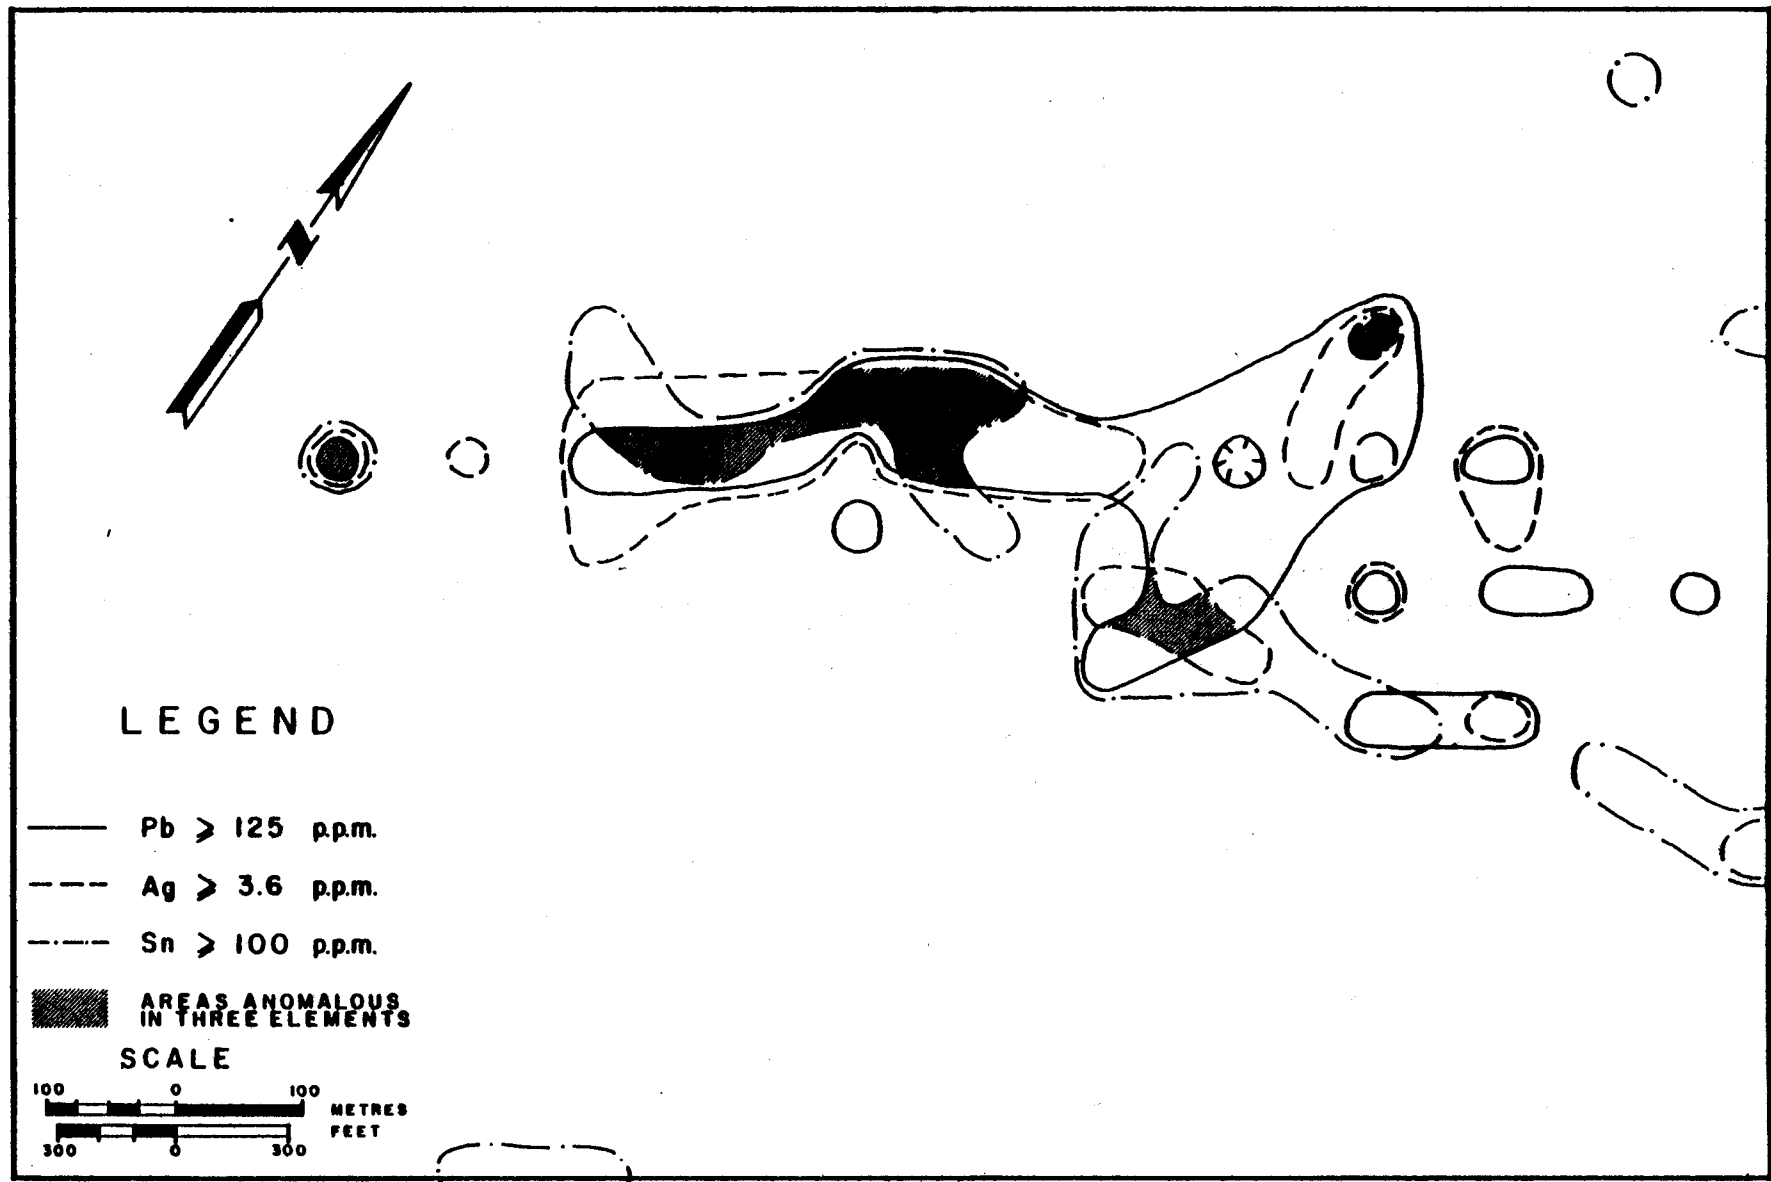 N
LEGEND
Pb ⩾ 125 p.p.m.
Ag ⩾ 3.6 p.p.m.
Sn ⩾ 100 p.p.m.
AREAS ANOMALOUS
IN THREE ELEMENTS
SCALE
100 0 100
METRES
FEET
300 0 300